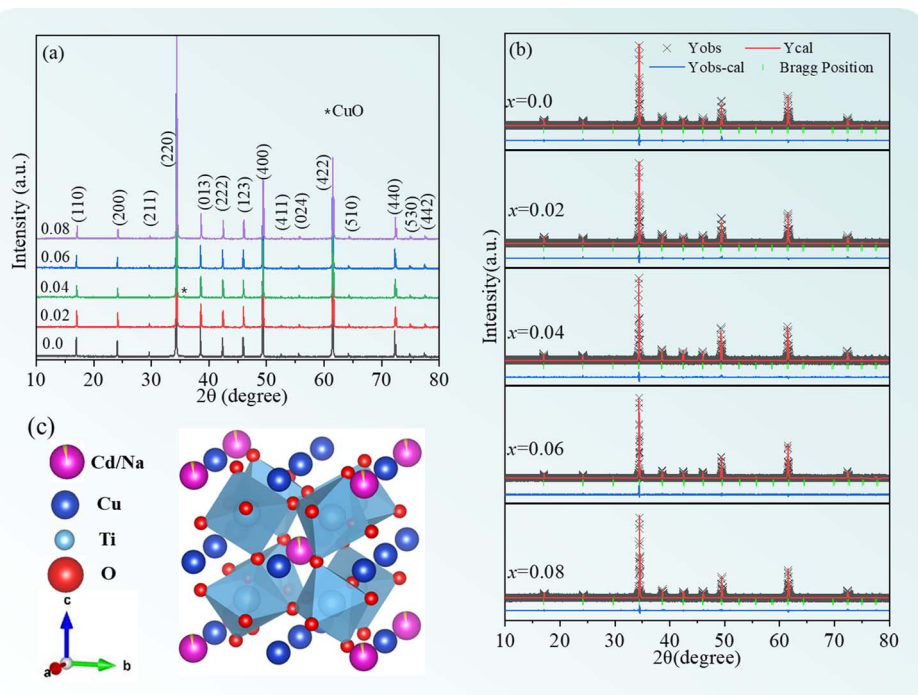 (a)
*CuO
(110)
(200)
(211)
(220)
(013)
(222)
(123)
(400)
(411)
(024)
(422)
(510)
(440)
(530)
(442)
0.08
0.06
0.04
*
0.02
0.0
Intensity (a.u.)
10 20 30 40 50 60 70 80
2θ (degree)
(b)
Yobs Ycal
Yobs-cal Bragg Position
x=0.0
x=0.02
x=0.04
x=0.06
x=0.08
Intensity(a.u.)
10 20 30 40 50 60 70 80
2θ(degree)
(c)
Cd/Na
Cu
Ti
O
c
a
b